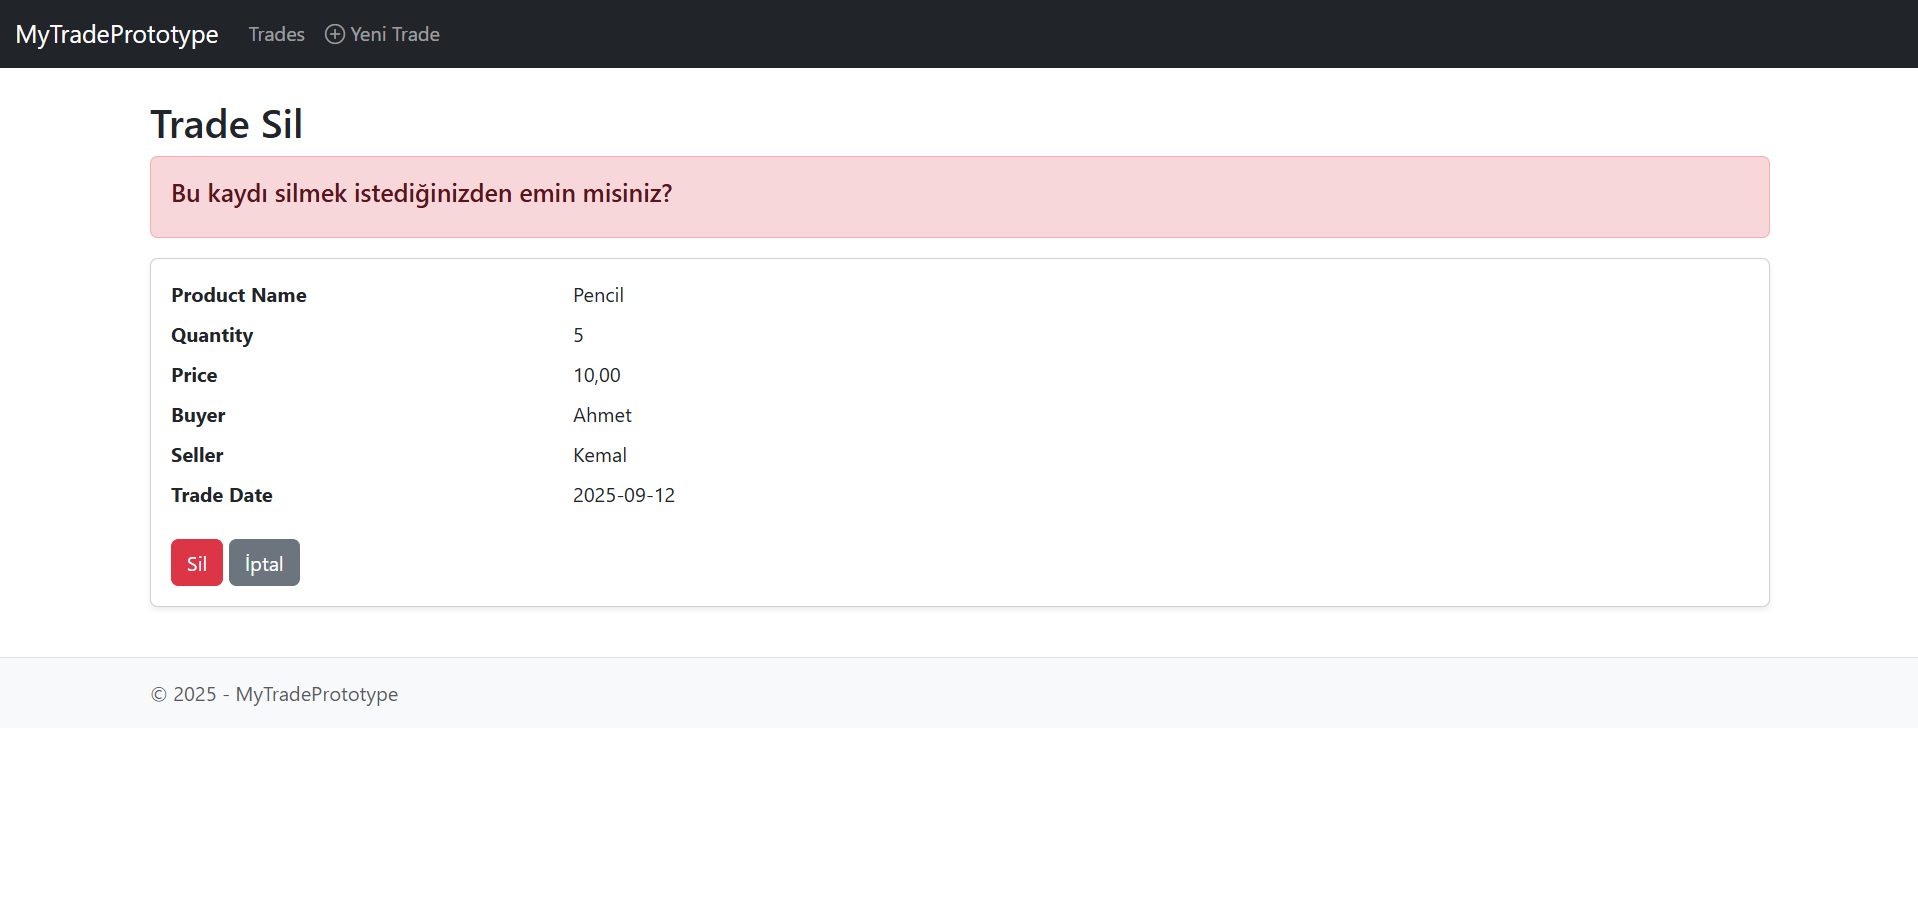 MyTradePrototype Trades Yeni Trade
Trade Sil
Bu kaydı silmek istediğinizden emin misiniz?
Product Name Pencil
Quantity 5
Price 10,00
Buyer Ahmet
Seller Kemal
Trade Date 2025-09-12
Sil İptal
© 2025 - MyTradePrototype